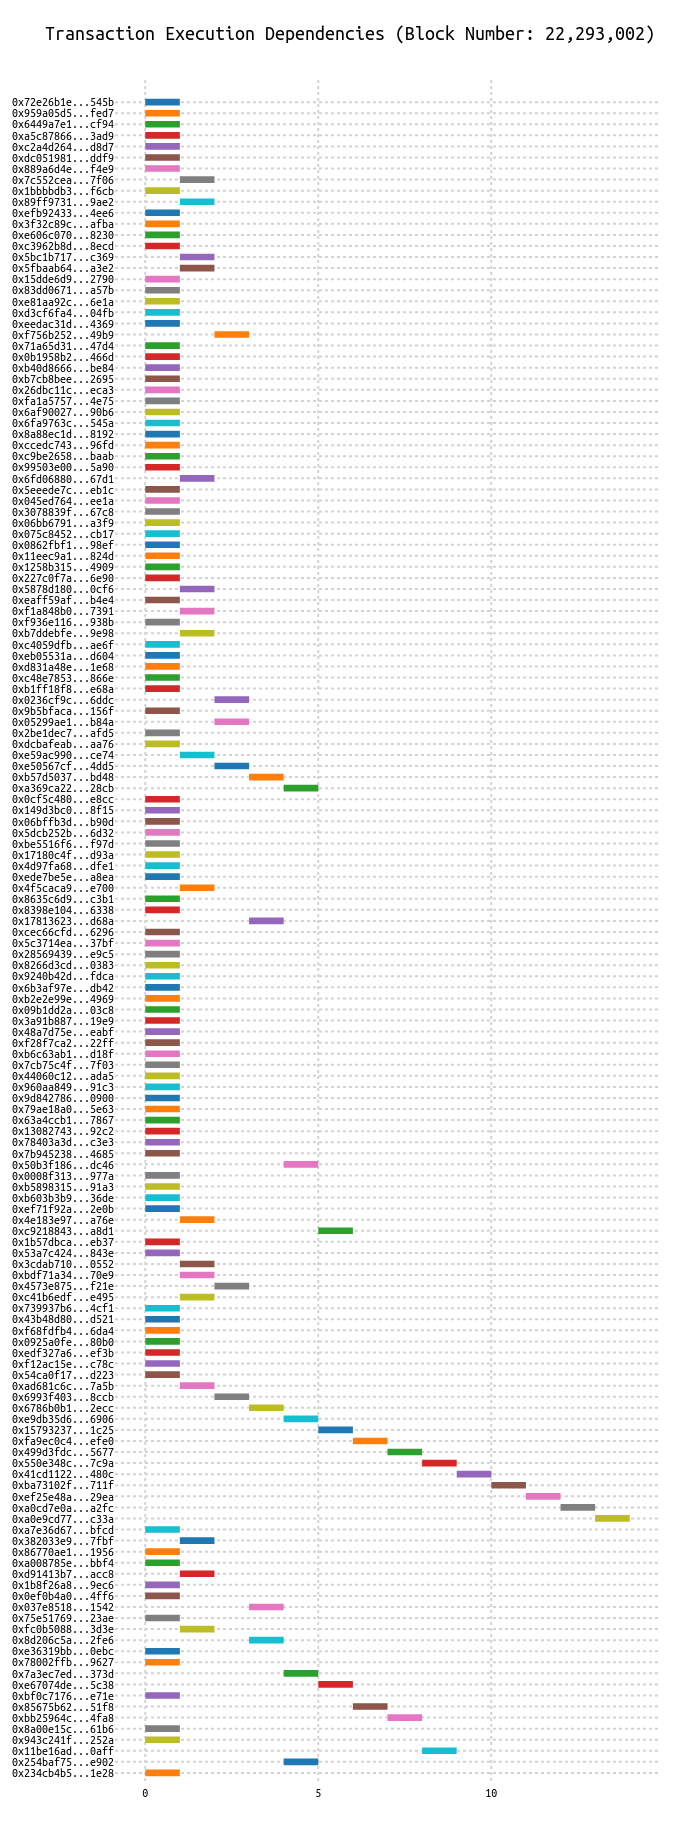 Transaction Execution Dependencies (Block Number: 22,293,002)
0x72e26b1e...545b
0x959a05d5...fed7
0x6449a7e1...cf94
0xa5c87866...3ad9
0xc2a4d264...d8d7
0xdc051981...ddf9
0x889a6d4e...f4e9
0x7c552cea...7f06
0x1bbbbdb3...f6cb
0x89ff9731...9ae2
0xefb92433...4ee6
0x3f32c89c...afba
0xe606c070...8230
0xc3962b8d...8ecd
0x5bc1b717...c369
0x5fbaab64...a3e2
0x15dde6d9...2790
0x83dd0671...a57b
0xe81aa92c...6e1a
0xd3cf6fa4...04fb
0xeedac31d...4369
0xf756b252...49b9
0x71a65d31...47d4
0x0b1958b2...466d
0xb40d8666...be84
0xb7cb8bee...2695
0x26dbc11c...eca3
0xfa1a5757...4e75
0x6af90027...90b6
0x6fa9763c...545a
0x8a88ec1d...8192
0xccedc743...96fd
0xc9be2658...baab
0x99503e00...5a90
0x6fd06880...67d1
0x5eeede7c...eb1c
0x045ed764...ee1a
0x3078839f...67c8
0x06bb6791...a3f9
0x075c8452...cb17
0x0862fbf1...98ef
0x11eec9a1...824d
0x1258b315...4909
0x227c0f7a...6e90
0x5878d180...0cf6
0xeaff59af...b4e4
0xf1a848b0...7391
0xf936e116...938b
0xb7ddebfe...9e98
0xc4059dfb...ae6f
0xeb05531a...d604
0xd831a48e...1e68
0xc48e7853...866e
0xb1ff18f8...e68a
0x0236cf9c...6ddc
0x9b5bfaca...156f
0x05299ae1...b84a
0x2be1dec7...afd5
0xdcbafeab...aa76
0xe59ac990...ce74
0xe50567cf...4dd5
0xb57d5037...bd48
0xa369ca22...28cb
0x0cf5c480...e8cc
0x149d3bc0...8f15
0x06bffb3d...b90d
0x5dcb252b...6d32
0xbe5516f6...f97d
0x17180c4f...d93a
0x4d97fa68...dfe1
0xede7be5e...a8ea
0x4f5caca9...e700
0x8635c6d9...c3b1
0x8398e104...6338
0x17813623...d68a
0xcec66cfd...6296
0x5c3714ea...37bf
0x28569439...e9c5
0x8266d3cd...0383
0x9240b42d...fdca
0x6b3af97e...db42
0xb2e2e99e...4969
0x09b1dd2a...03c8
0x3a91b887...19e9
0x48a7d75e...eabf
0xf28f7ca2...22ff
0xb6c63ab1...d18f
0x7cb75c4f...7f03
0x44060c12...ada5
0x960aa849...91c3
0x9d842786...0900
0x79ae18a0...5e63
0x63a4ccb1...7867
0x13082743...92c2
0x78403a3d...c3e3
0x7b945238...4685
0x50b3f186...dc46
0x0008f313...977a
0xb5898315...91a3
0xb603b3b9...36de
0xef71f92a...2e0b
0x4e183e97...a76e
0xc9218843...a8d1
0x1b57dbca...eb37
0x53a7c424...843e
0x3cdab710...0552
0xbdf71a34...70e9
0x4573e875...f21e
0xc41b6edf...e495
0x739937b6...4cf1
0x43b48d80...d521
0xf68fdfb4...6da4
0x0925a0fe...80b0
0xedf327a6...ef3b
0xf12ac15e...c78c
0x54ca0f17...d223
0xad681c6c...7a5b
0x6993f403...8ccb
0x6786b0b1...2ecc
0xe9db35d6...6906
0x15793237...1c25
0xfa9ec0c4...efe0
0x499d3fdc...5677
0x550e348c...7c9a
0x41cd1122...480c
0xba73102f...711f
0xef25e48a...29ea
0xa0cd7e0a...a2fc
0xa0e9cd77...c33a
0xa7e36d67...bfcd
0x382033e9...7fbf
0x86770ae1...1956
0xa008785e...bbf4
0xd91413b7...acc8
0x1b8f26a8...9ec6
0x0ef0b4a0...4ff6
0x037e8518...1542
0x75e51769...23ae
0xfc0b5088...3d3e
0x8d206c5a...2fe6
0xe36319bb...0ebc
0x78002ffb...9627
0x7a3ec7ed...373d
0xe67074de...5c38
0xbf0c7176...e71e
0x85675b62...51f8
0xbb25964c...4fa8
0x8a00e15c...61b6
0x943c241f...252a
0x11be16ad...0aff
0x254baf75...e902
0x234cb4b5...1e28
0 5 10